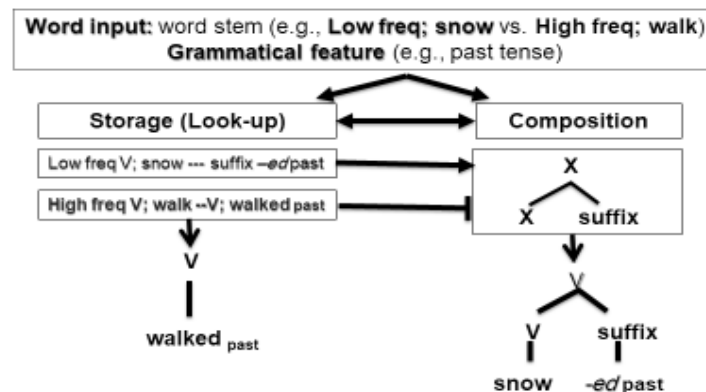 Word input: word stem (e.g., Low freq; snow vs. High freq; walk)
Grammatical feature (e.g., past tense)
Storage (Look-up)
Composition
Low freq V; snow --- suffix –ed past
High freq V; walk --V; walked past
X
X suffix
V
walked past
V
V suffix
snow -ed past